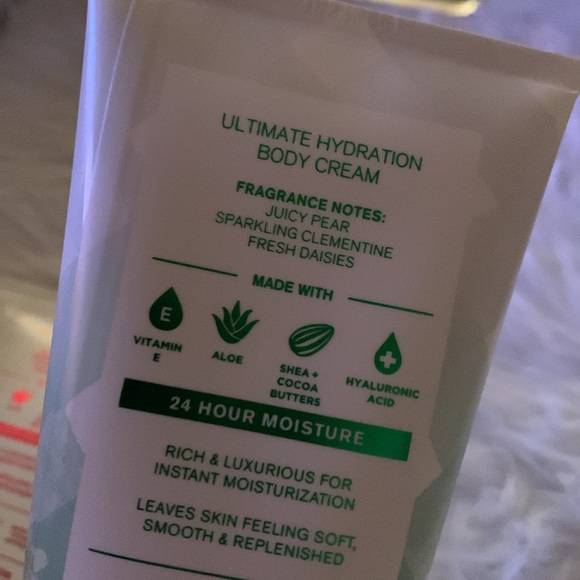 ULTIMATE HYDRATION
BODY CREAM
FRAGRANCE NOTES:
JUICY PEAR
SPARKLING CLEMENTINE
FRESH DAISIES
MADE WITH
E
VITAMIN
E
ALOE
SHEA +
COCOA
BUTTERS
HYALURONIC
ACID
24 HOUR MOISTURE
RICH & LUXURIOUS FOR
INSTANT MOISTURIZATION
LEAVES SKIN FEELING SOFT,
SMOOTH & REPLENISHED